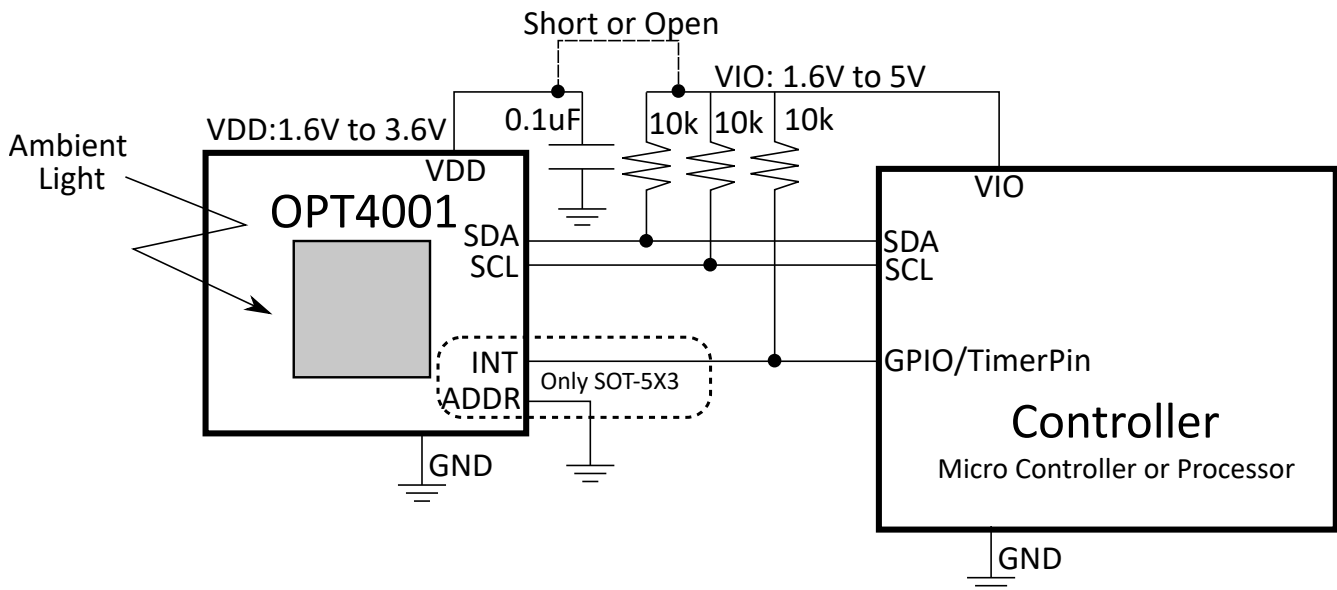 Short or Open
VIO: 1.6V to 5V
VDD:1.6V to 3.6V
0.1uF
10k
10k
10k
Ambient
Light
VDD
VIO
OPT4001
SDA
SCL
SDA
SCL
INT
Only SOT-5X3
GPIO/TimerPin
ADDR
Controller
Micro Controller or Processor
GND
GND